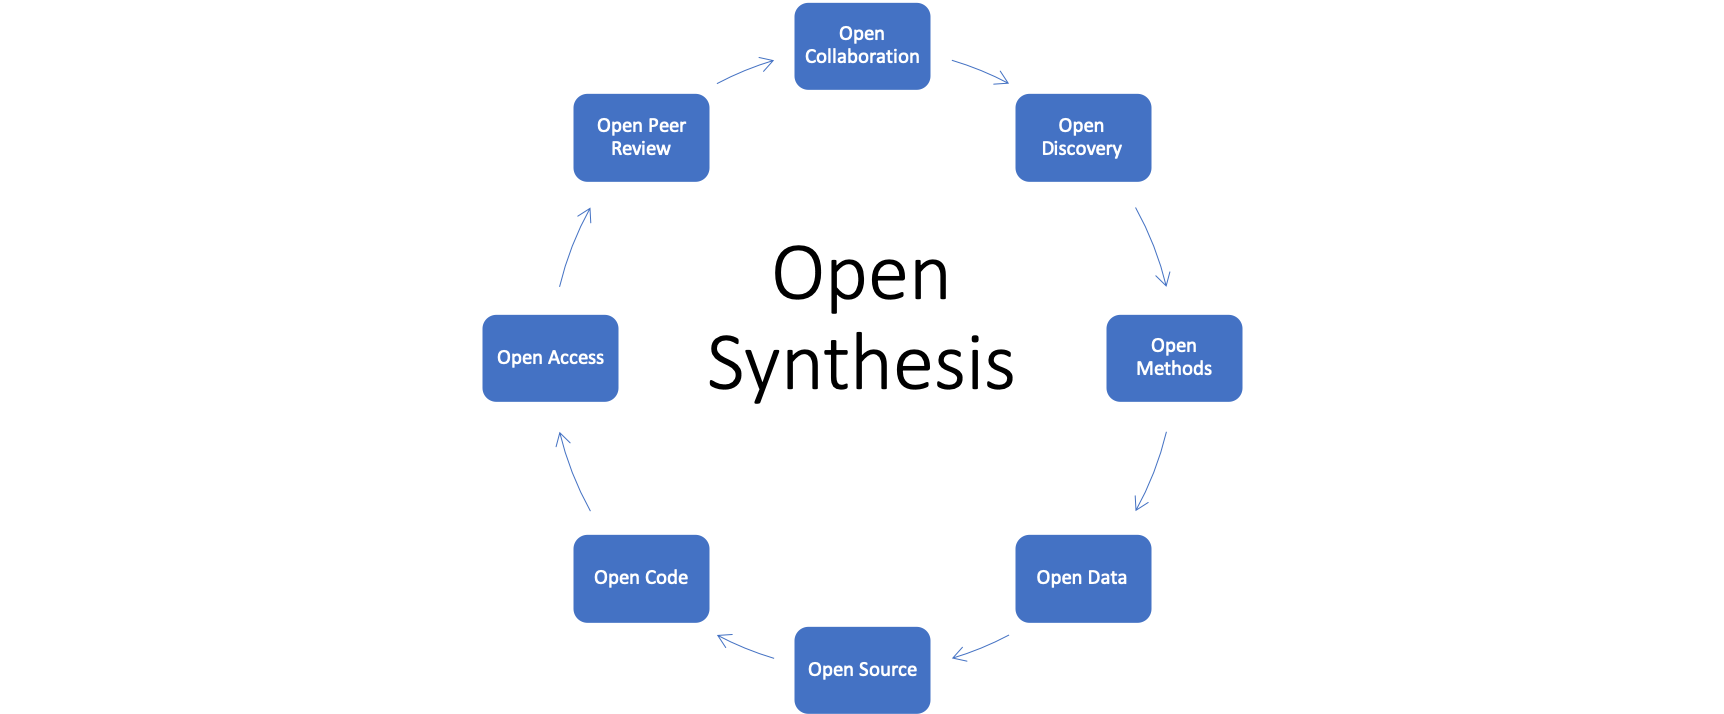 Open
Collaboration
Open
Discovery
Open
Methods
Open Data
Open Source
Open Code
Open Access
Open Peer
Review
Open
Synthesis